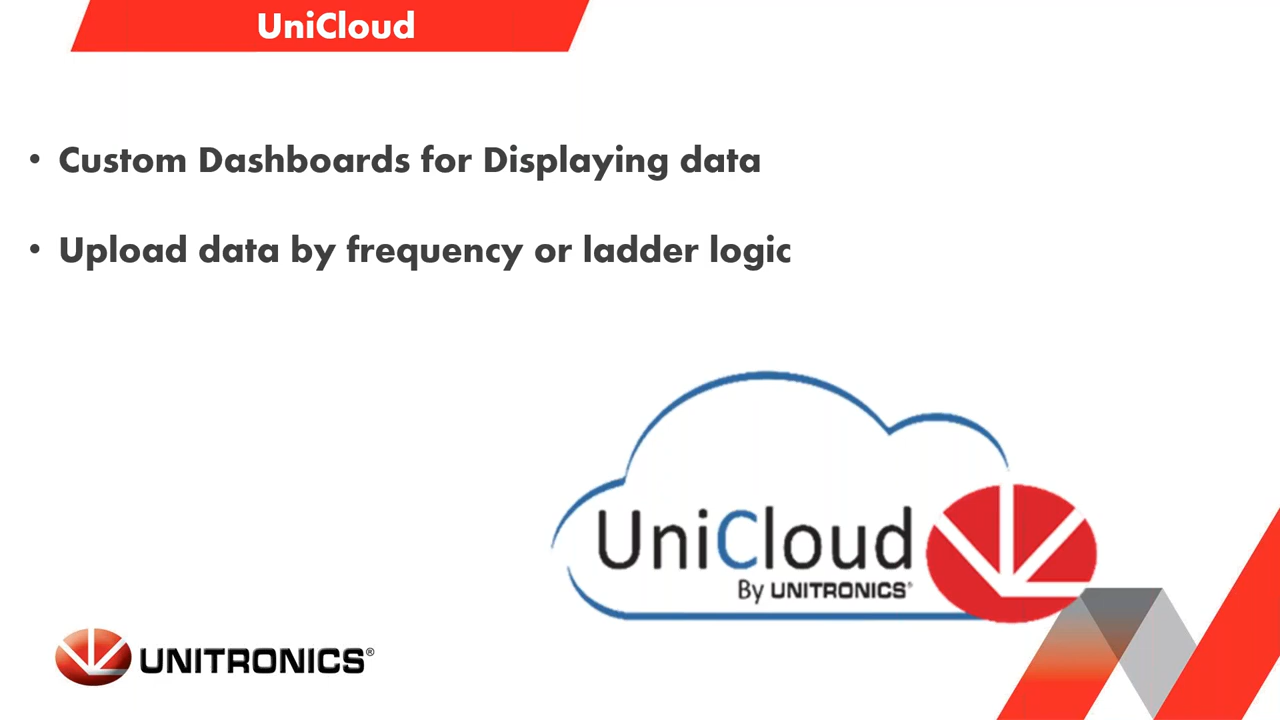 UniCloud
• Custom Dashboards for Displaying data
• Upload data by frequency or ladder logic
UniCloud
By UNITRONICS®
UNITRONICS®